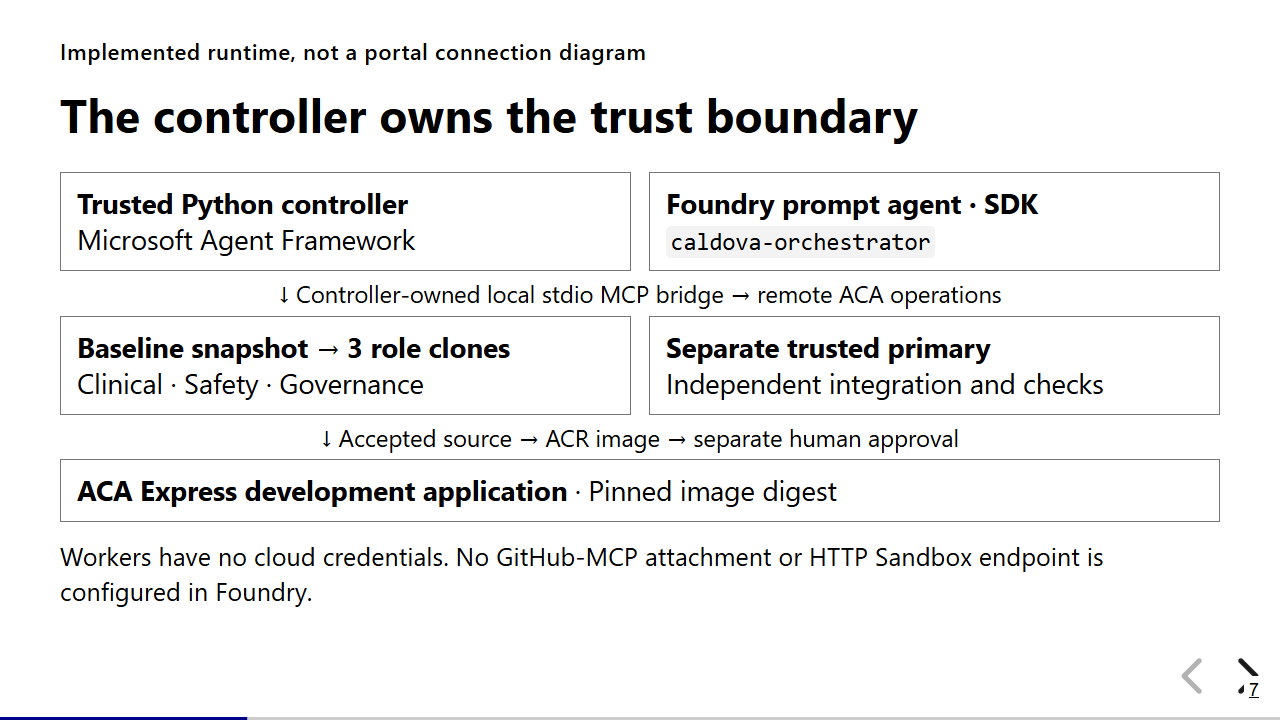 Implemented runtime, not a portal connection diagram
The controller owns the trust boundary
Trusted Python controller
Microsoft Agent Framework
Foundry prompt agent · SDK
caldova-orchestrator
↓ Controller-owned local stdio MCP bridge → remote ACA operations
Baseline snapshot → 3 role clones
Clinical · Safety · Governance
Separate trusted primary
Independent integration and checks
↓ Accepted source → ACR image → separate human approval
ACA Express development application · Pinned image digest
Workers have no cloud credentials. No GitHub-MCP attachment or HTTP Sandbox endpoint is
configured in Foundry.
7